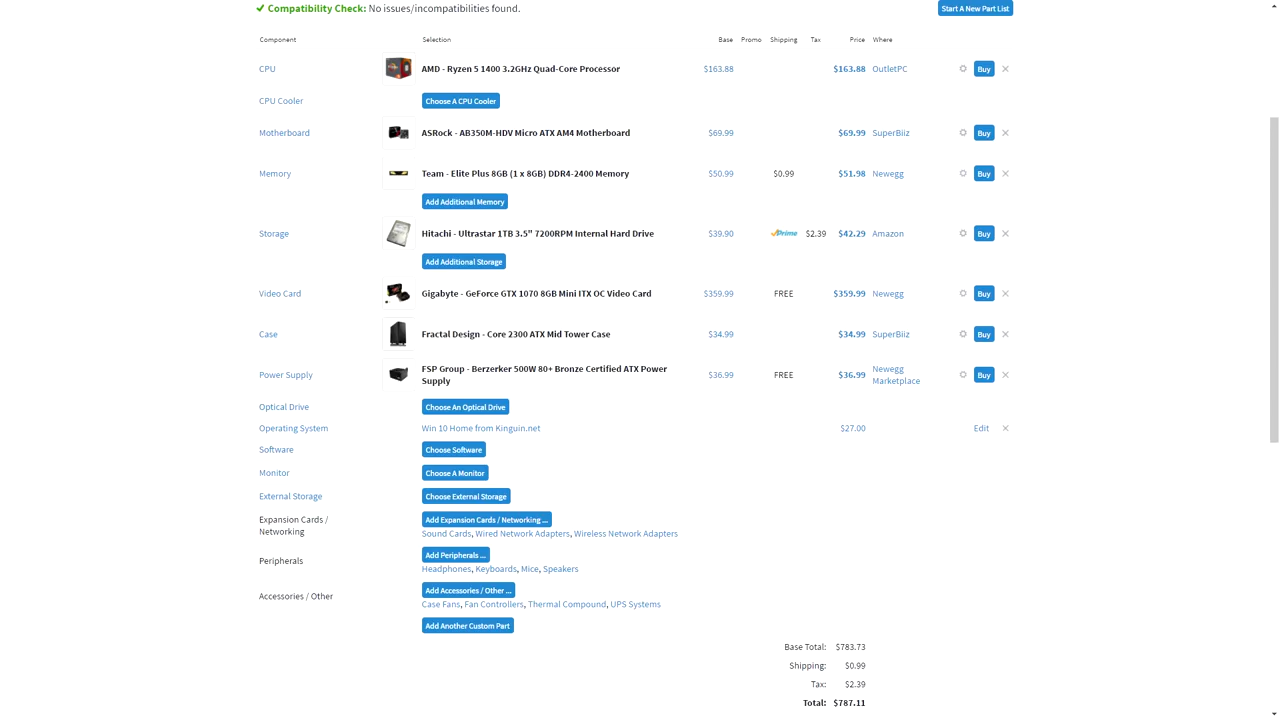 Compatibility Check: No issues/incompatibilities found.
Start A New Part List
Component Selection Base Promo Shipping Tax Price Where
CPU AMD - Ryzen 5 1400 3.2GHz Quad-Core Processor $163.88 $163.88 OutletPC Buy
CPU Cooler Choose A CPU Cooler
Motherboard ASRock - AB350M-HDV Micro ATX AM4 Motherboard $69.99 $69.99 SuperBiiz Buy
Memory Team - Elite Plus 8GB (1 x 8GB) DDR4-2400 Memory $50.99 $0.99 $51.98 Newegg Buy
Add Additional Memory
Storage Hitachi - Ultrastar 1TB 3.5" 7200RPM Internal Hard Drive $39.90 Prime $2.39 $42.29 Amazon Buy
Add Additional Storage
Video Card Gigabyte - GeForce GTX 1070 8GB Mini ITX OC Video Card $359.99 FREE $359.99 Newegg Buy
Case Fractal Design - Core 2300 ATX Mid Tower Case $34.99 $34.99 SuperBiiz Buy
Power Supply FSP Group - Berzerker 500W 80+ Bronze Certified ATX Power Supply $36.99 FREE $36.99 Newegg Marketplace Buy
Optical Drive Choose An Optical Drive
Operating System Win 10 Home from Kinguin.net $27.00 Edit
Software Choose Software
Monitor Choose A Monitor
External Storage Choose External Storage
Expansion Cards / Networking Add Expansion Cards / Networking ...
Sound Cards, Wired Network Adapters, Wireless Network Adapters
Peripherals Add Peripherals ...
Headphones, Keyboards, Mice, Speakers
Accessories / Other Add Accessories / Other ...
Case Fans, Fan Controllers, Thermal Compound, UPS Systems
Add Another Custom Part
Base Total: $783.73
Shipping: $0.99
Tax: $2.39
Total: $787.11